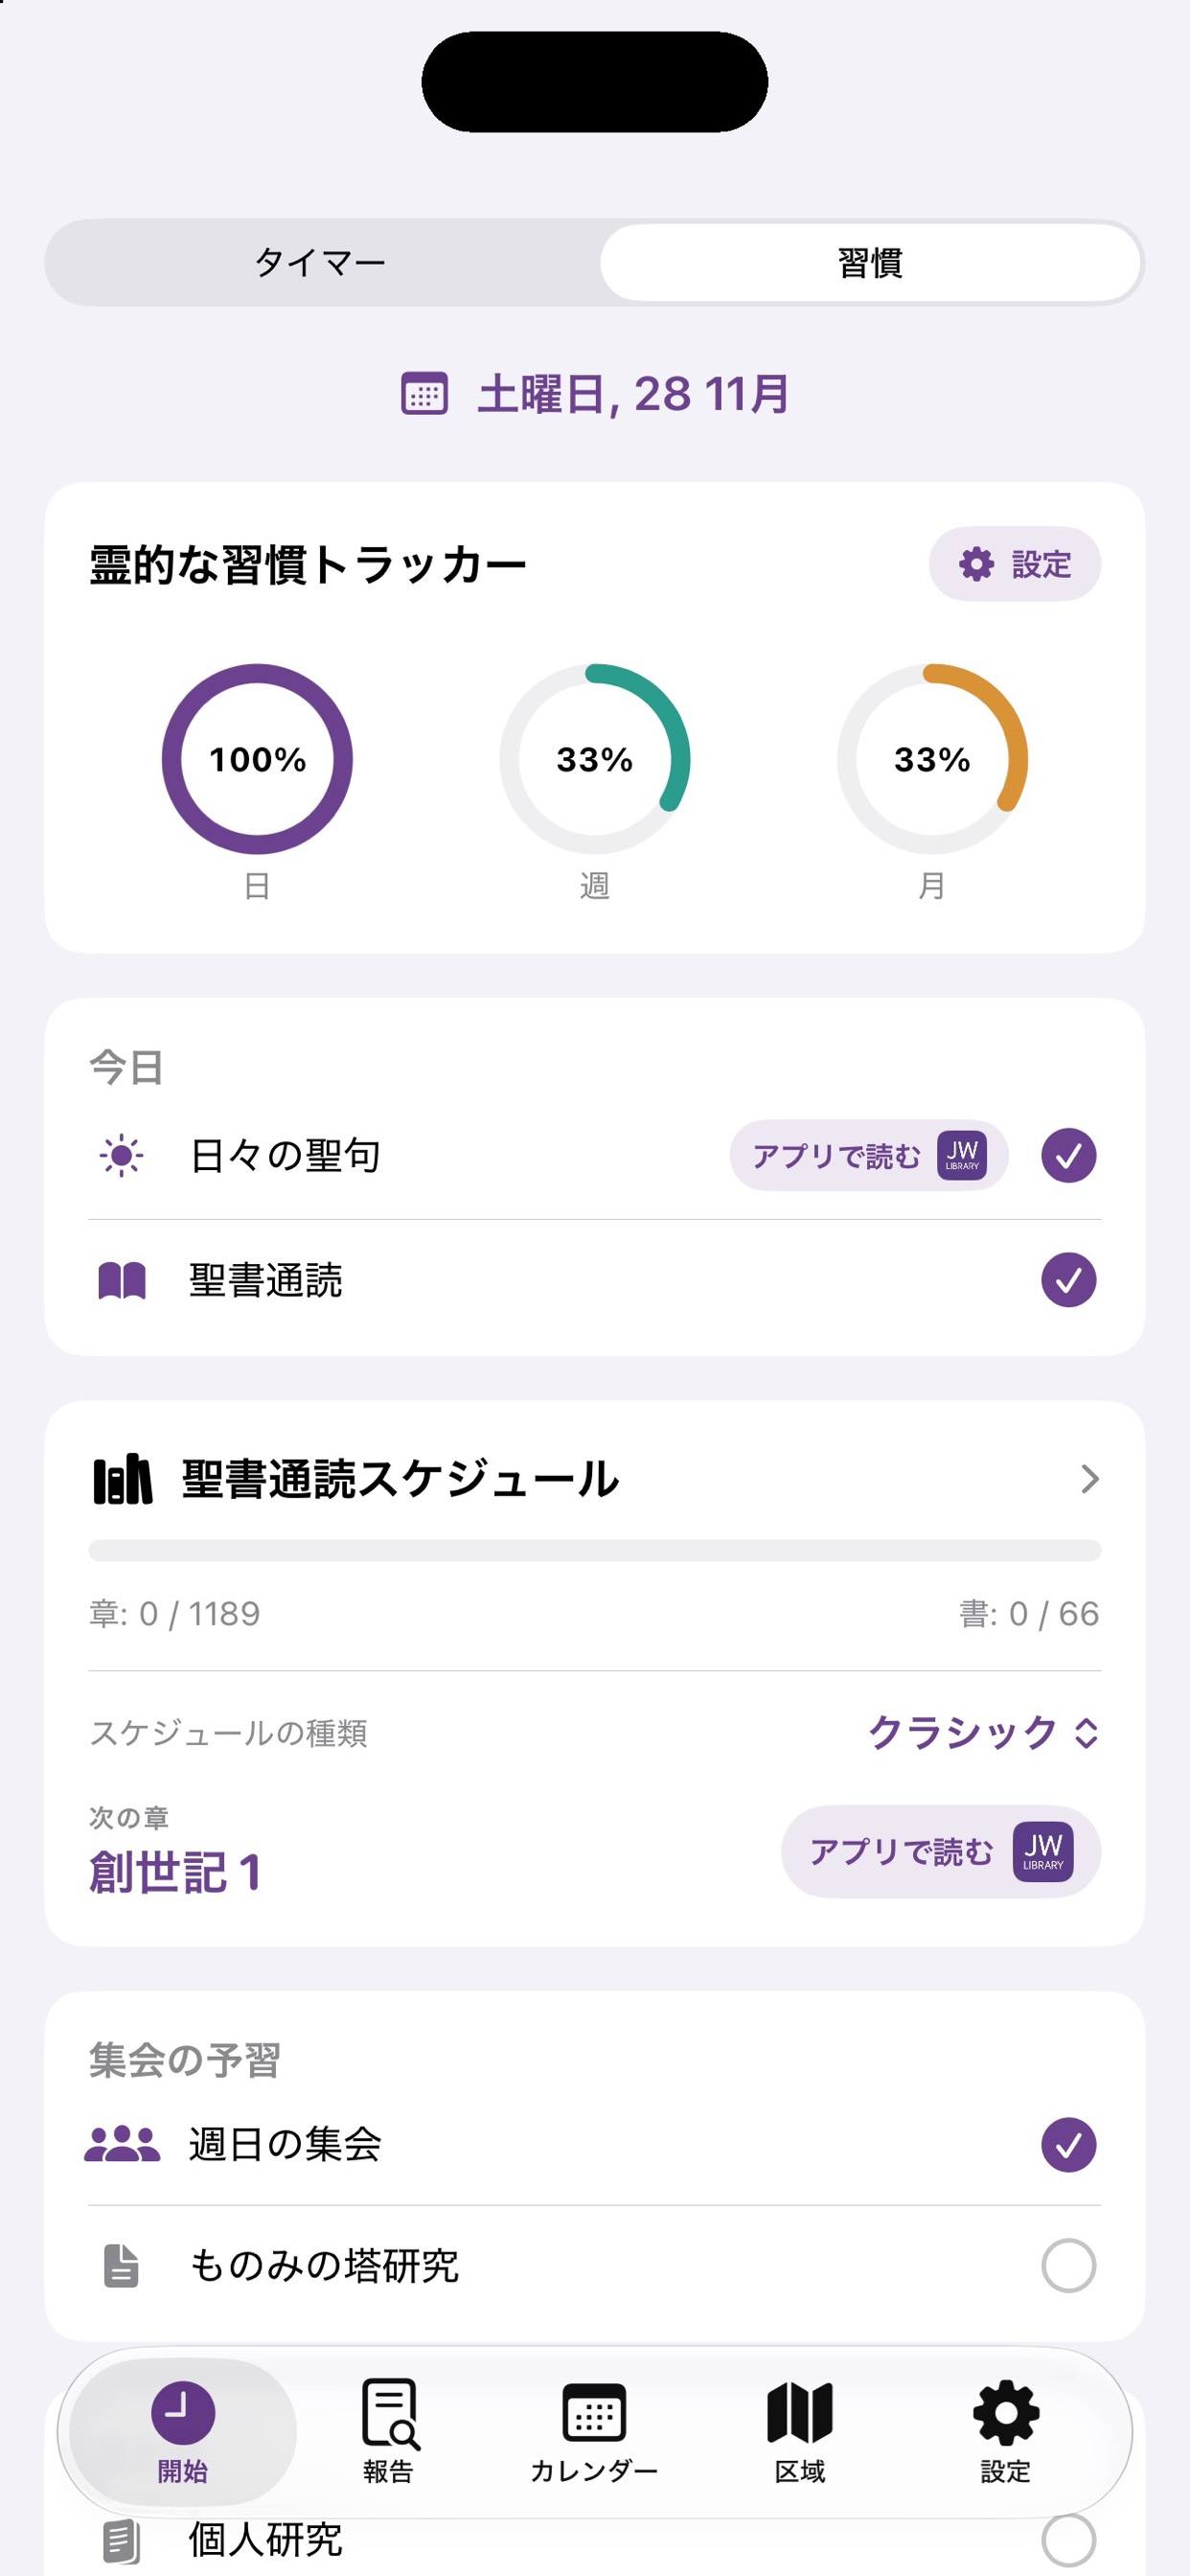 タイマー
習慣
土曜日, 28 11月
霊的な習慣トラッカー
設定
100%
33%
33%
日
週
月
今日
日々の聖句
アプリで読む
JW
LIBRARY
聖書通読
聖書通読スケジュール
章: 0 / 1189
書: 0 / 66
スケジュールの種類
クラシック
次の章
創世記 1
アプリで読む
JW
LIBRARY
集会の予習
週日の集会
ものみの塔研究
開始
報告
カレンダー
区域
設定
個人研究